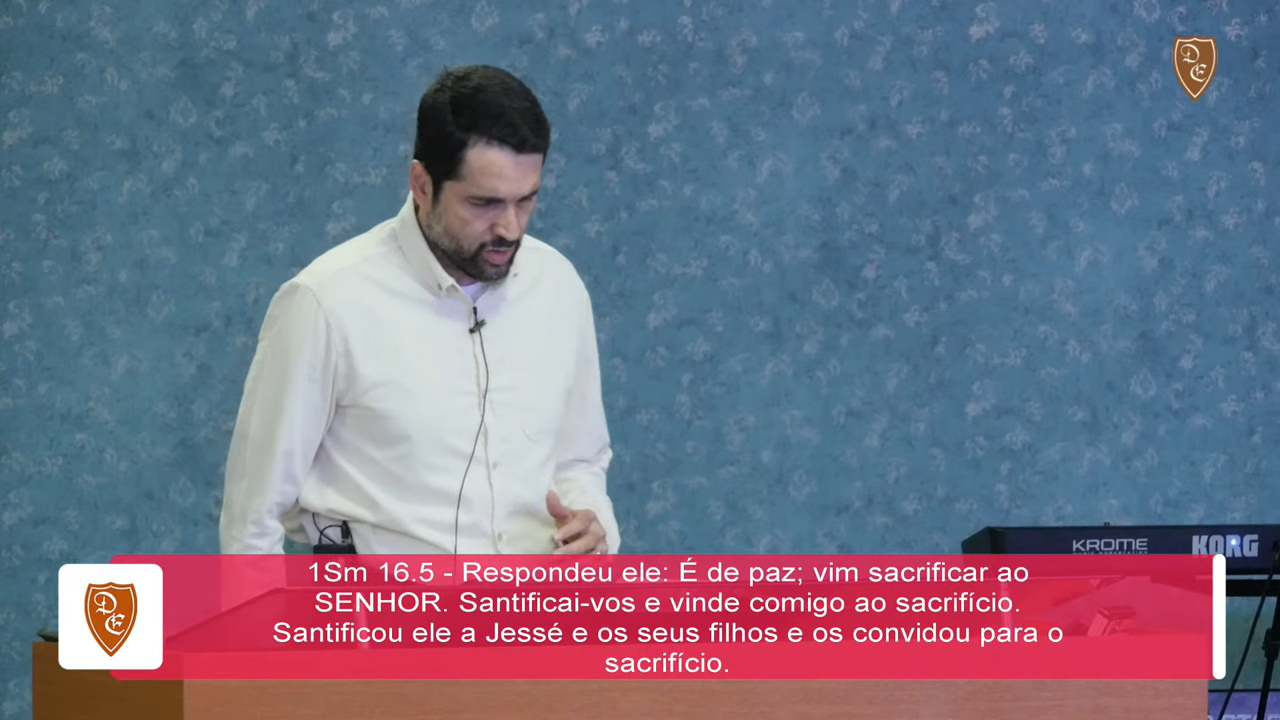 D
E
KROME
KORG
1Sm 16.5 - Respondeu ele: É de paz; vim sacrificar ao
SENHOR. Santificai-vos e vinde comigo ao sacrifício.
Santificou ele a Jessé e os seus filhos e os convidou para o
sacrifício.
D
E